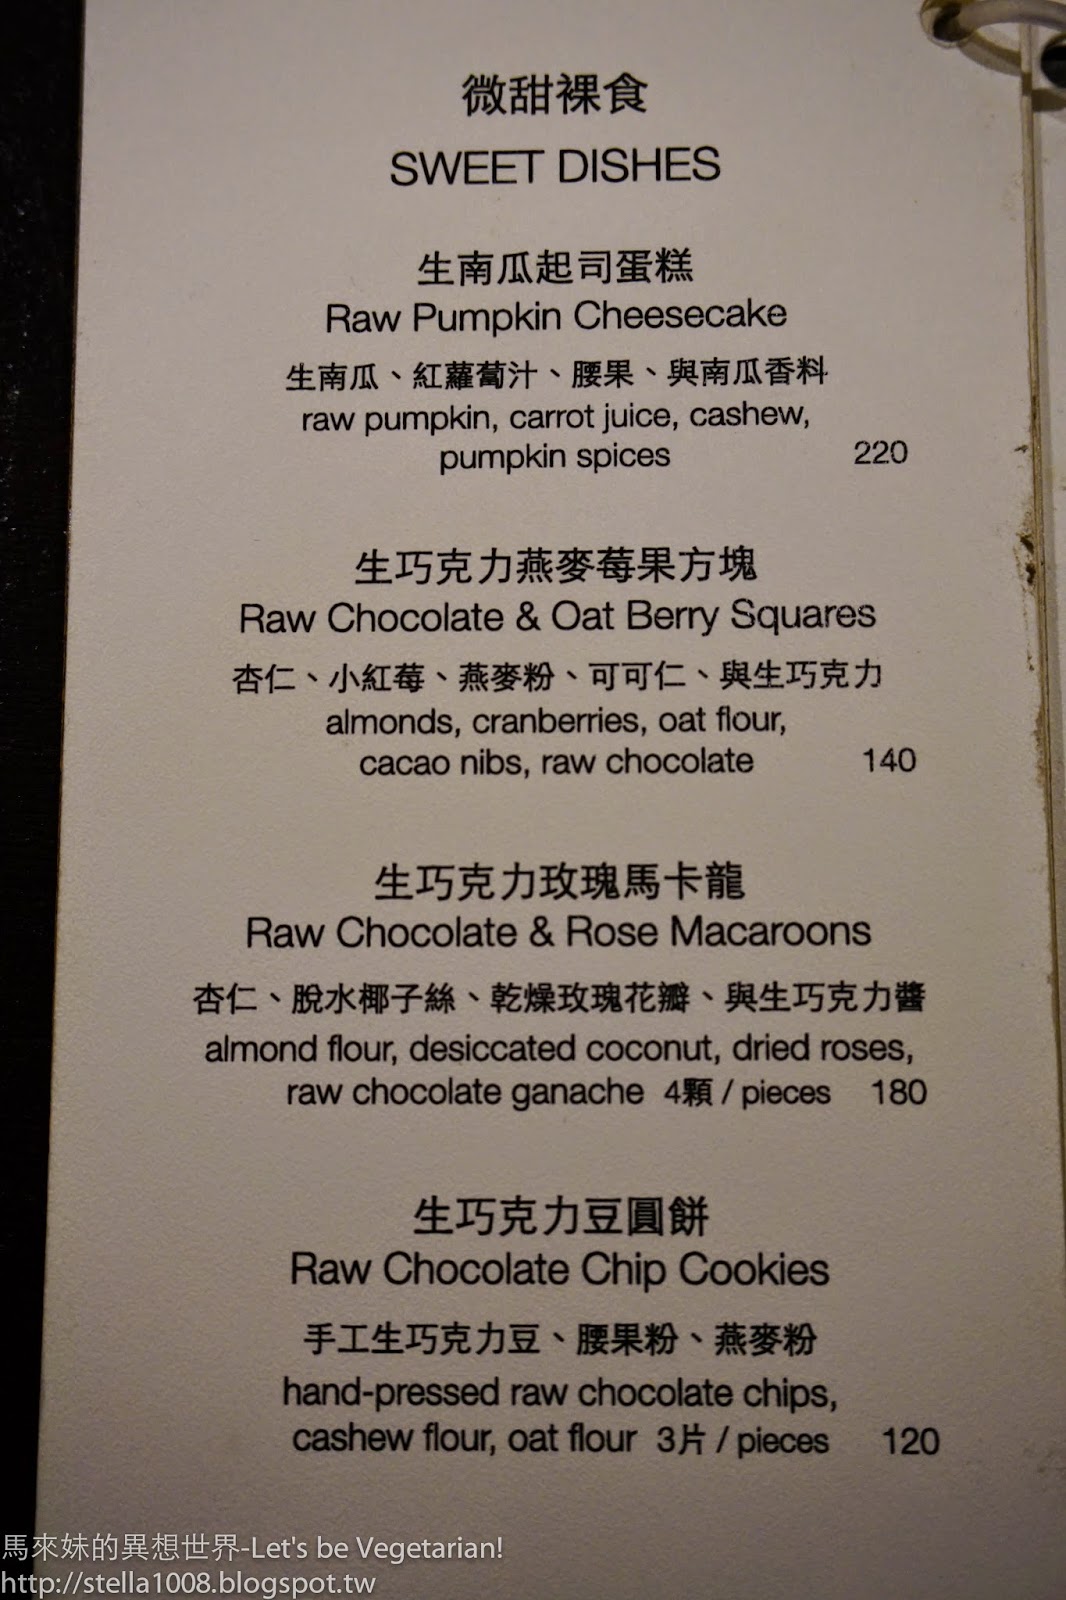 微甜裸食
SWEET DISHES
生南瓜起司蛋糕
Raw Pumpkin Cheesecake
生南瓜、紅蘿蔔汁、腰果、與南瓜香料
raw pumpkin, carrot juice, cashew,
pumpkin spices 220
生巧克力燕麥莓果方塊
Raw Chocolate & Oat Berry Squares
杏仁、小紅莓、燕麥粉、可可仁、與生巧克力
almonds, cranberries, oat flour,
cacao nibs, raw chocolate 140
生巧克力玫瑰馬卡龍
Raw Chocolate & Rose Macaroons
杏仁、脫水椰子絲、乾燥玫瑰花瓣、與生巧克力醬
almond flour, desiccated coconut, dried roses,
raw chocolate ganache 4顆 / pieces 180
生巧克力豆圓餅
Raw Chocolate Chip Cookies
手工生巧克力豆、腰果粉、燕麥粉
hand-pressed raw chocolate chips,
cashew flour, oat flour 3片 / pieces 120
馬來妹的異想世界-Let's be Vegetarian!
http://stella1008.blogspot.tw